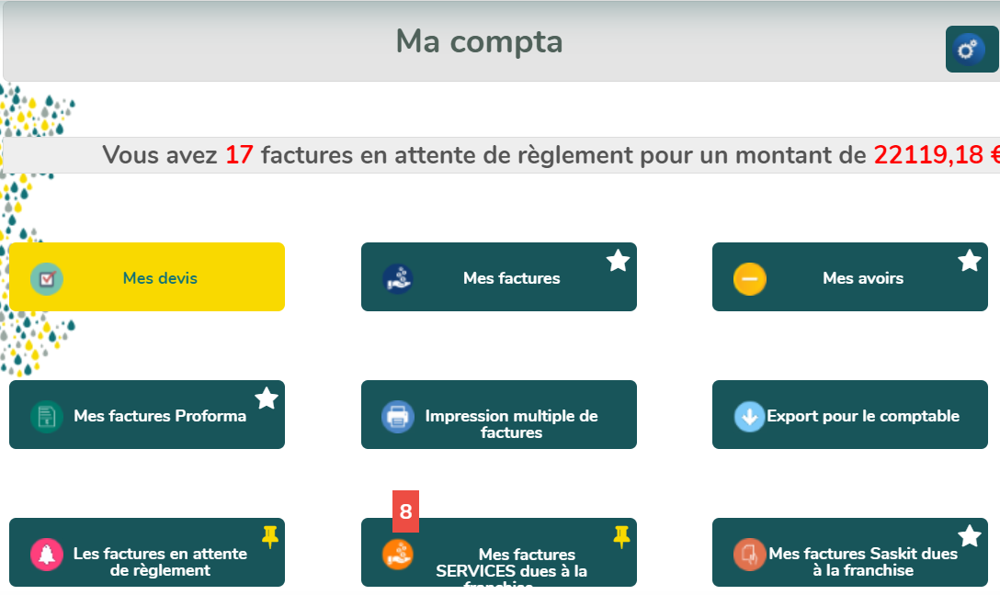 Ma compta
Vous avez 17 factures en attente de règlement pour un montant de 22119,18 €
Mes devis
Mes factures
Mes avoirs
Mes factures Proforma
Impression multiple de
factures
Export pour le comptable
8
Les factures en attente
de règlement
Mes factures
SERVICES dues à la
franchise
Mes factures Saskit dues
à la franchise